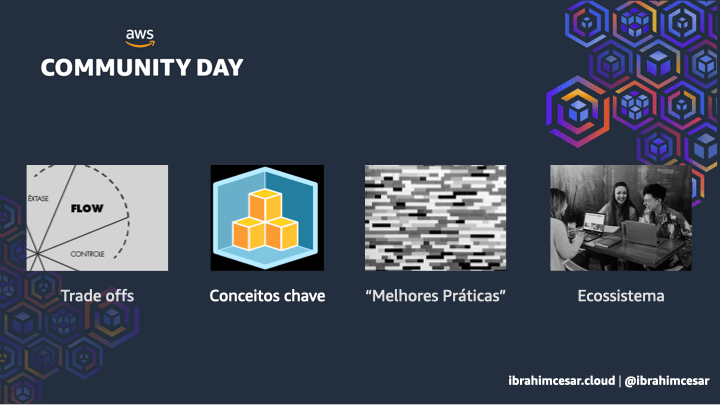 aws
COMMUNITY DAY
ÊXTASE
FLOW
CONTROLE
Trade offs
Conceitos chave
“Melhores Práticas”
Ecossistema
ibrahimcesar.cloud | @ibrahimcesar